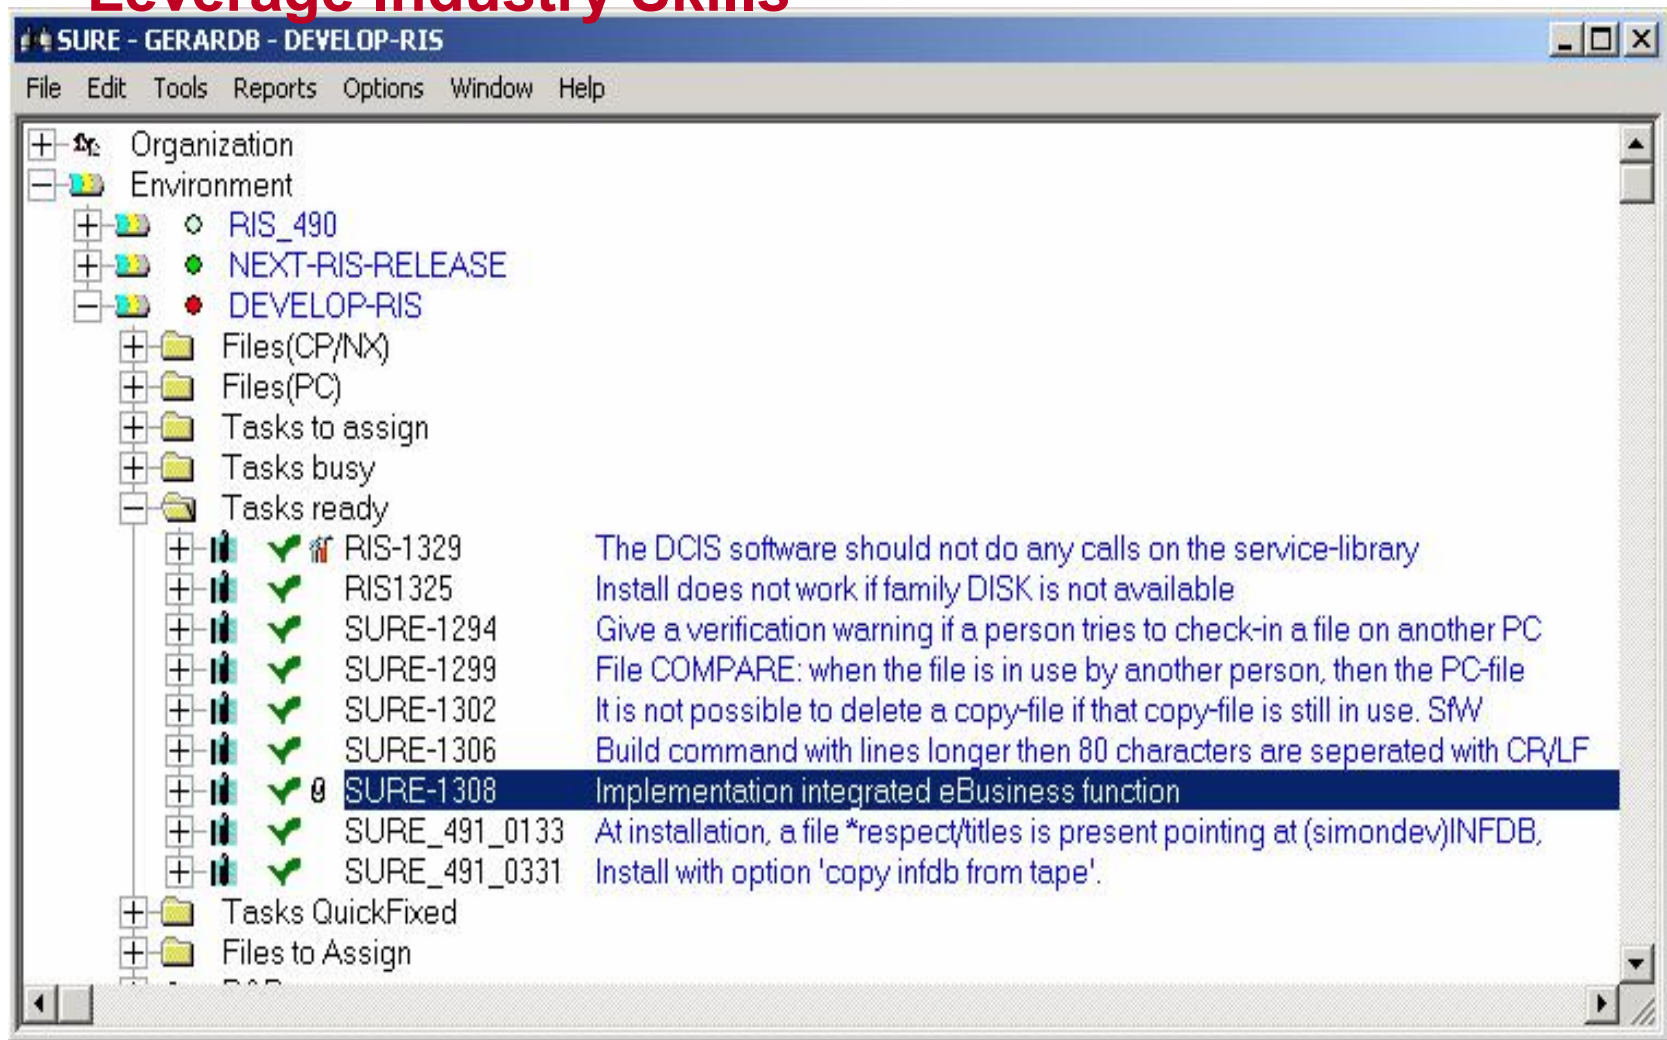 Leverage Industry Skills
SURE - GERARDB - DEVELOP-RIS
File Edit Tools Reports Options Window Help
Organization
Environment
RIS_490
NEXT-RIS-RELEASE
DEVELOP-RIS
Files(CP/NX)
Files(PC)
Tasks to assign
Tasks busy
Tasks ready
RIS-1329 The DCIS software should not do any calls on the service-library
RIS1325 Install does not work if family DISK is not available
SURE-1294 Give a verification warning if a person tries to check-in a file on another PC
SURE-1299 File COMPARE: when the file is in use by another person, then the PC-file
SURE-1302 It is not possible to delete a copy-file if that copy-file is still in use. SfW
SURE-1306 Build command with lines longer then 80 characters are seperated with CR/LF
SURE-1308 Implementation integrated eBusiness function
SURE_491_0133 At installation, a file *respect/titles is present pointing at (simondev)INFDB,
SURE_491_0331 Install with option 'copy infdb from tape'.
Tasks QuickFixed
Files to Assign